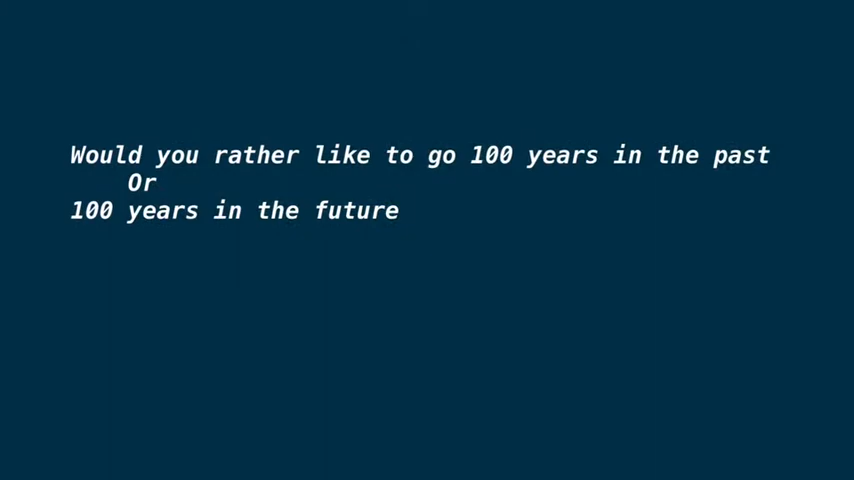 Would you rather like to go 100 years in the past
Or
100 years in the future